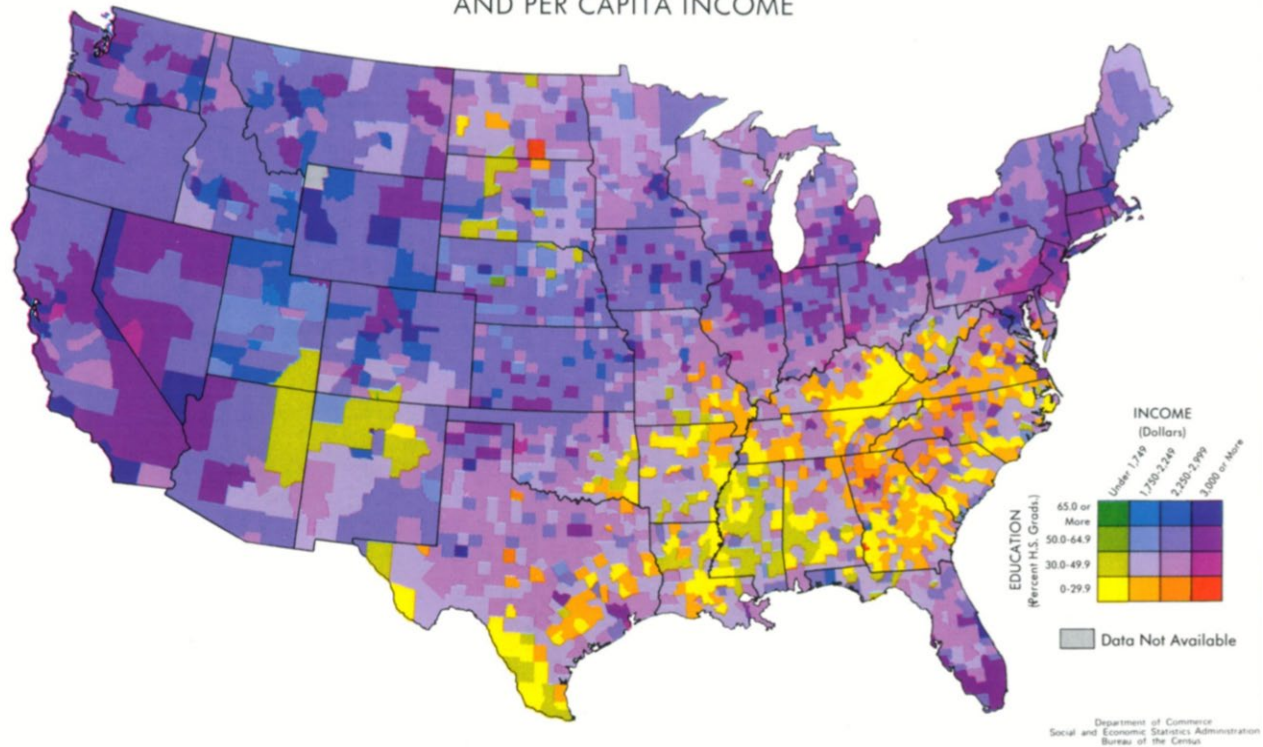 AND PER CAPITA INCOME
INCOME
(Dollars)
Under 1,749
1,750-2,249
2,250-2,999
3,000 or More
EDUCATION
(Percent H.S. Grads.)
65.0 or
More
50.0-64.9
30.0-49.9
0-29.9
Data Not Available
Department of Commerce
Social and Economic Statistics Administration
Bureau of the Census